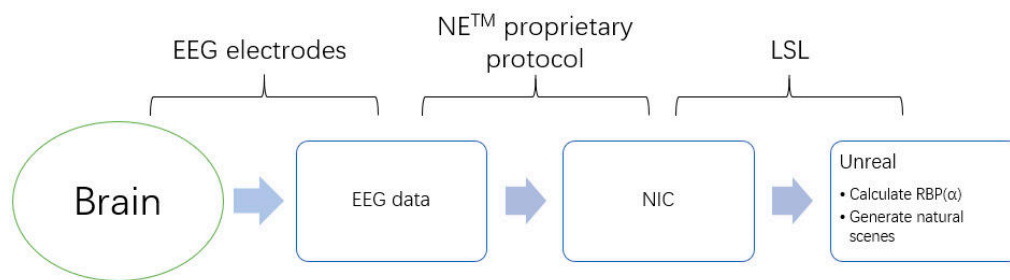 EEG electrodes
NE™ proprietary
protocol
LSL
Brain
EEG data
NIC
Unreal
• Calculate RBP(α)
• Generate natural
scenes